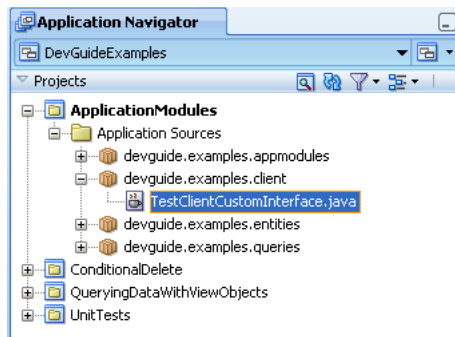 Application Navigator
DevGuideExamples
Projects
ApplicationModules
Application Sources
devguide.examples.appmodules
devguide.examples.client
TestClientCustomInterface.java
devguide.examples.entities
devguide.examples.queries
ConditionalDelete
QueryingDataWithViewObjects
UnitTests